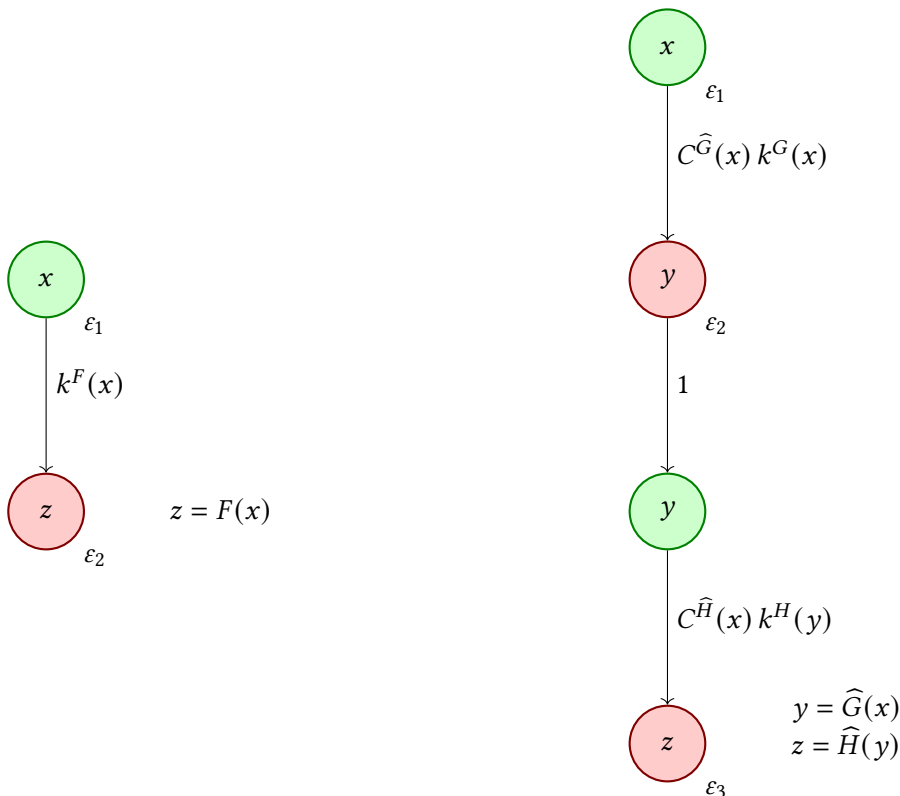 x
ε₁
k^F(x)
z
z = F(x)
ε₂
x
ε₁
C^Ĝ(x) k^G(x)
y
ε₂
1
y
C^Ĥ(x) k^H(y)
y = Ĝ(x)
z = Ĥ(y)
z
ε₃